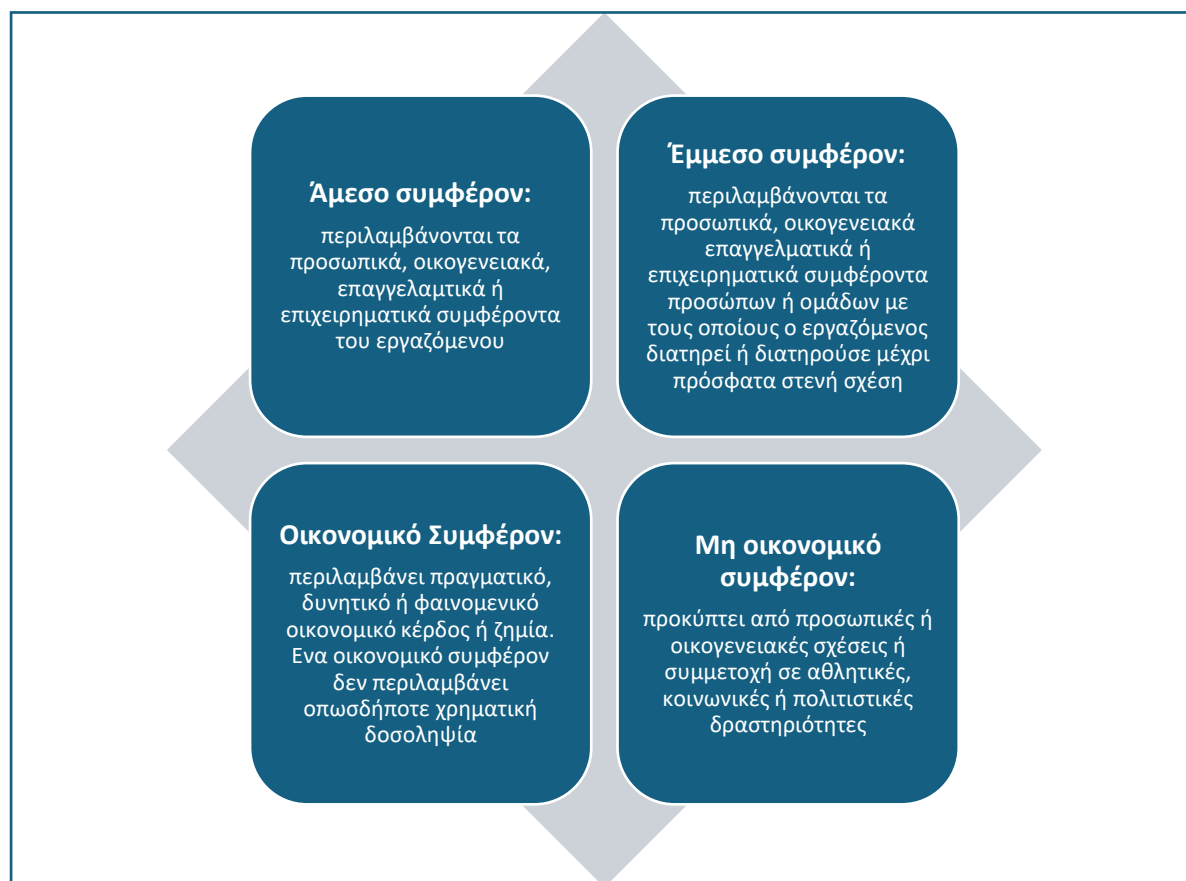 Άμεσο συμφέρον:
περιλαμβάνονται τα
προσωπικά, οικογενειακά,
επαγγελαμτικά ή
επιχειρηματικά συμφέροντα
του εργαζόμενου
Έμμεσο συμφέρον:
περιλαμβάνονται τα
προσωπικά, οικογενειακά
επαγγελματικά ή
επιχειρηματικά συμφέροντα
προσώπων ή ομάδων με
τους οποίους ο εργαζόμενος
διατηρεί ή διατηρούσε μέχρι
πρόσφατα στενή σχέση
Οικονομικό Συμφέρον:
περιλαμβάνει πραγματικό,
δυνητικό ή φαινομενικό
οικονομικό κέρδος ή ζημία.
Ενα οικονομικό συμφέρον
δεν περιλαμβάνει
οπωσδήποτε χρηματική
δοσοληψία
Μη οικονομικό
συμφέρον:
προκύπτει από προσωπικές ή
οικογενειακές σχέσεις ή
συμμετοχή σε αθλητικές,
κοινωνικές ή πολιτιστικές
δραστηριότητες